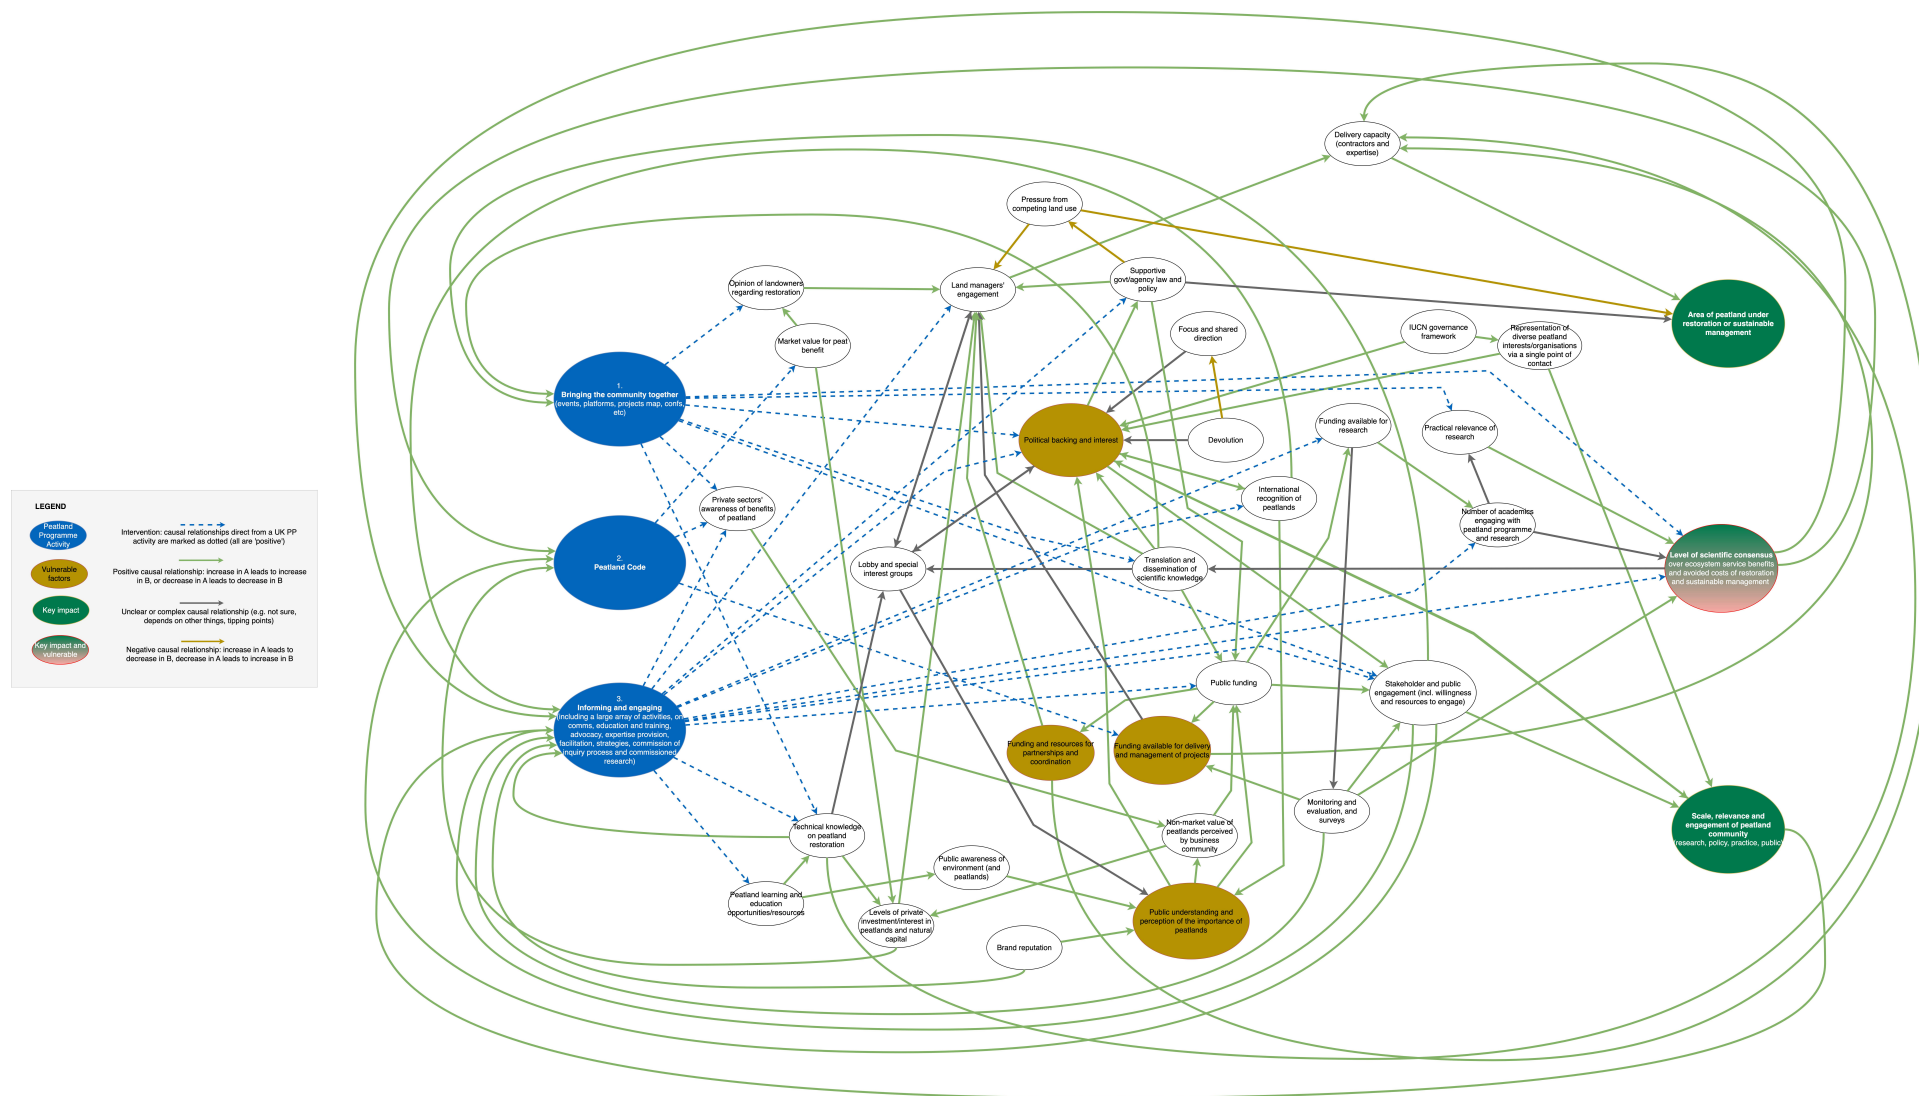 Delivery capacity
(contractors and
expertise)
Pressure from
competing land use
Opinion of landowners
regarding restoration
Land managers'
engagement
Supportive
govt/agency law and
policy
Area of peatland under
restoration or sustainable
management
Market value for peat
benefit
Focus and shared
direction
IUCN governance
framework
Representation of
diverse peatland
interests/organisations
via a single point of
contact
1.
Bringing the community together
(events, platforms, projects map, confs,
etc)
Political backing and interest
Devolution
Funding available for
research
Practical relevance of
research
Private sectors'
awareness of benefits
of peatland
International
recognition of
peatlands
Number of academics
engaging with
peatland programme
and research
LEGEND
Peatland
Programme
Activity
Intervention: causal relationships direct from a UK PP
activity are marked as dotted (all are 'positive')
Vulnerable
factors
Positive causal relationship: increase in A leads to increase
in B, or decrease in A leads to decrease in B
Key impact
Unclear or complex causal relationship (e.g. not sure,
depends on other things, tipping points)
Key impact and
vulnerable
Negative causal relationship: increase in A leads to
decrease in B, decrease in A leads to increase in B
2.
Peatland Code
Lobby and special
interest groups
Translation and
dissemination of
scientific knowledge
Level of scientific consensus
over ecosystem service benefits
and avoided costs of restoration
and sustainable management
3.
Informing and engaging
(including a large array of activities, on
comms, education and training,
advocacy, expertise provision,
facilitation, strategies, commission of
inquiry process and commissioned
research)
Public funding
Stakeholder and public
engagement (incl. willingness
and resources to engage)
Funding and resources for
partnerships and
coordination
Funding available for delivery
and management of projects
Monitoring and
evaluation, and
surveys
Technical knowledge
on peatland
restoration
Non-market value of
peatlands perceived
by business
community
Scale, relevance and
engagement of peatland
community
(research, policy, practice, public)
Public awareness of
environment (and
peatlands)
Peatland learning and
education
opportunities/resources
Levels of private
investment/interest in
peatlands and natural
capital
Public understanding and
perception of the importance of
peatlands
Brand reputation